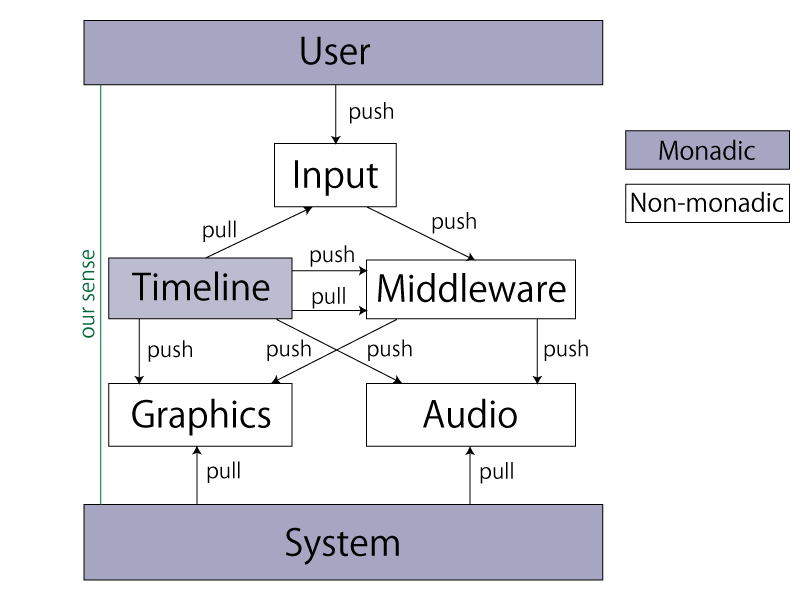 User
push
Monadic
Input
Non-monadic
pull
push
push
Timeline
Middleware
pull
our sense
push
push
push
push
Graphics
Audio
pull
pull
System